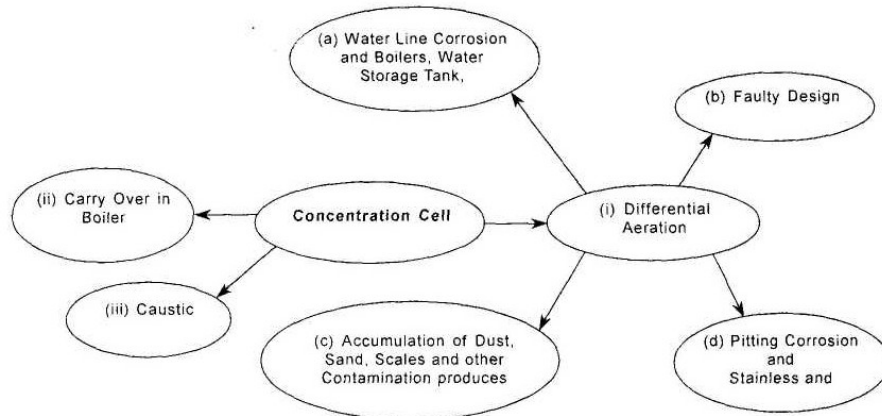 (a) Water Line Corrosion
and Boilers, Water
Storage Tank,
(b) Faulty Design
(ii) Carry Over in
Boiler
Concentration Cell
(i) Differential
Aeration
(iii) Caustic
(c) Accumulation of Dust,
Sand, Scales and other
Contamination produces
(d) Pitting Corrosion
and
Stainless and